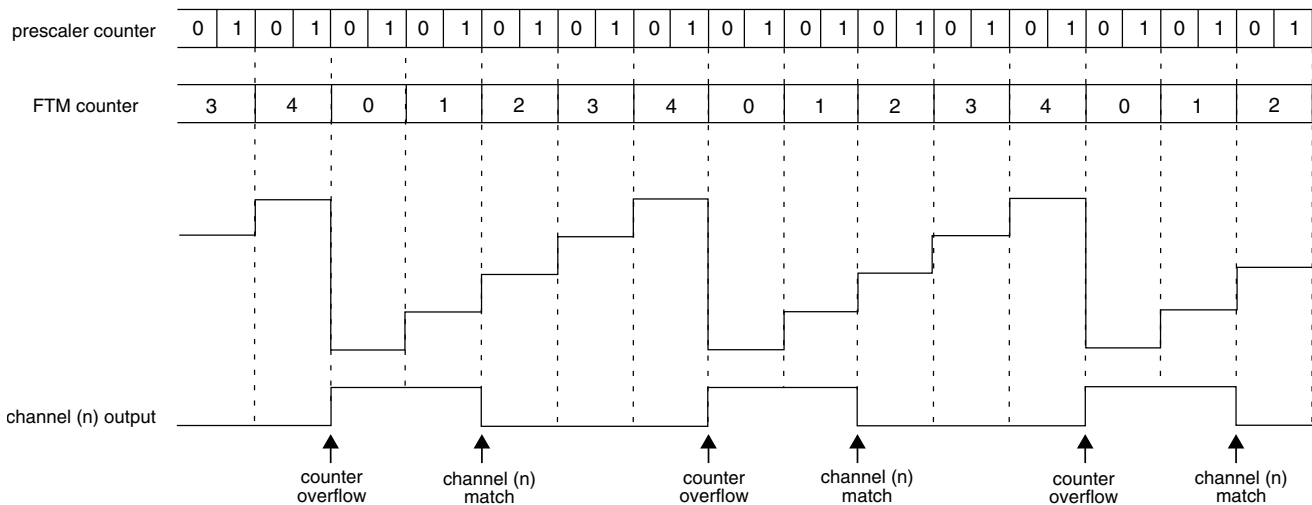 prescaler counter 0 1 0 1 0 1 0 1 0 1 0 1 0 1 0 1 0 1 0 1 0 1 0 1 0 1 0 1 0 1
FTM counter 3 4 0 1 2 3 4 0 1 2 3 4 0 1 2
channel (n) output
counter overflow
channel (n) match
counter overflow
channel (n) match
counter overflow
channel (n) match